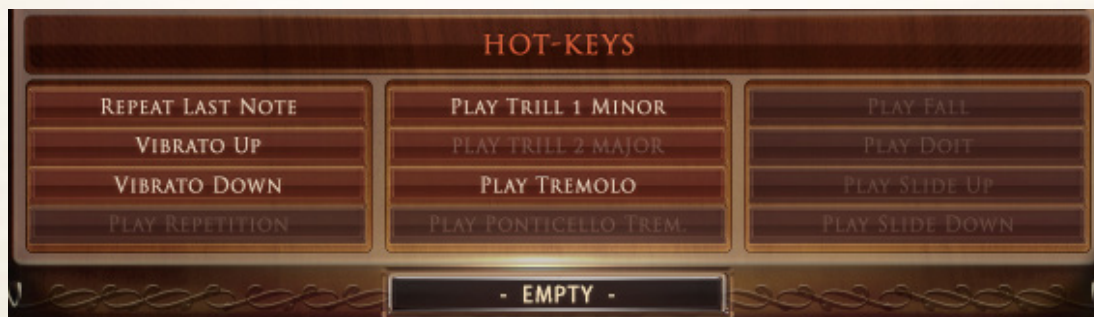 HOT-KEYS
REPEAT LAST NOTE
VIBRATO UP
VIBRATO DOWN
PLAY REPETITION
PLAY TRILL 1 MINOR
PLAY TRILL 2 MAJOR
PLAY TREMOLO
PLAY PONTICELLO TREM.
PLAY FALL
PLAY DOIT
PLAY SLIDE UP
PLAY SLIDE DOWN
- EMPTY -